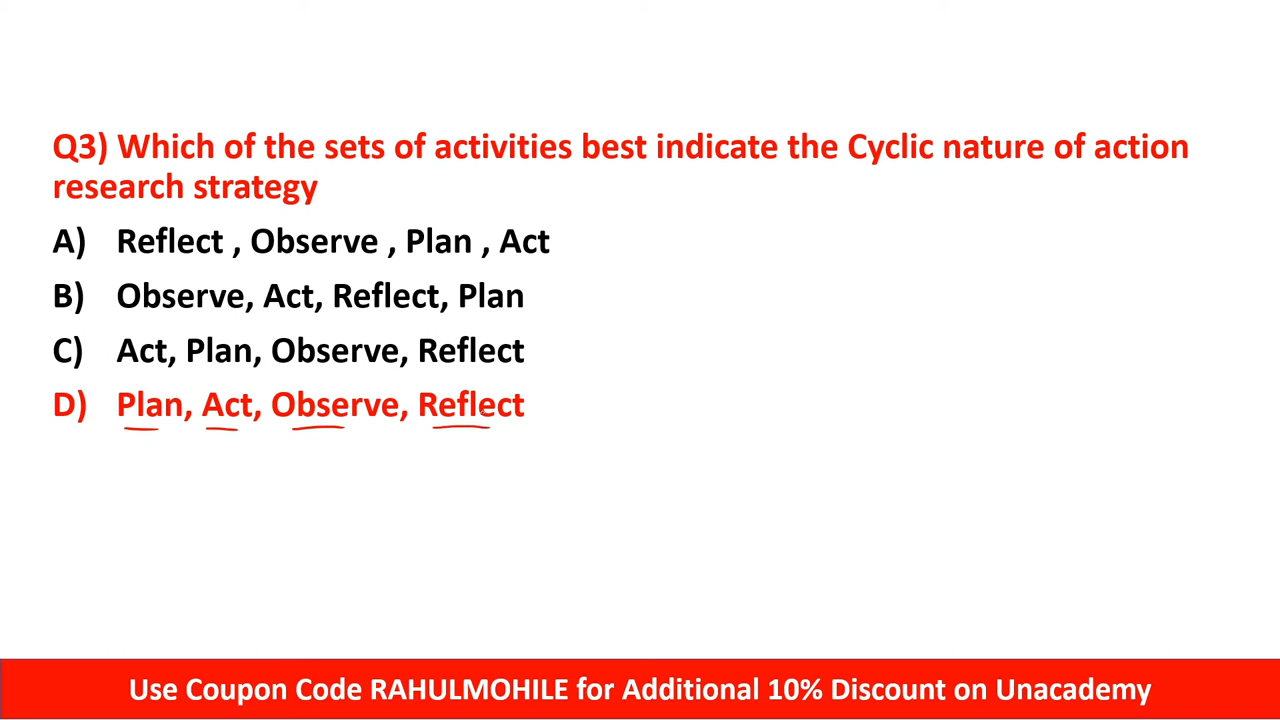 Q3) Which of the sets of activities best indicate the Cyclic nature of action
research strategy
A) Reflect , Observe , Plan , Act
B) Observe, Act, Reflect, Plan
C) Act, Plan, Observe, Reflect
D) Plan, Act, Observe, Reflect
Use Coupon Code RAHULMOHILE for Additional 10% Discount on Unacademy